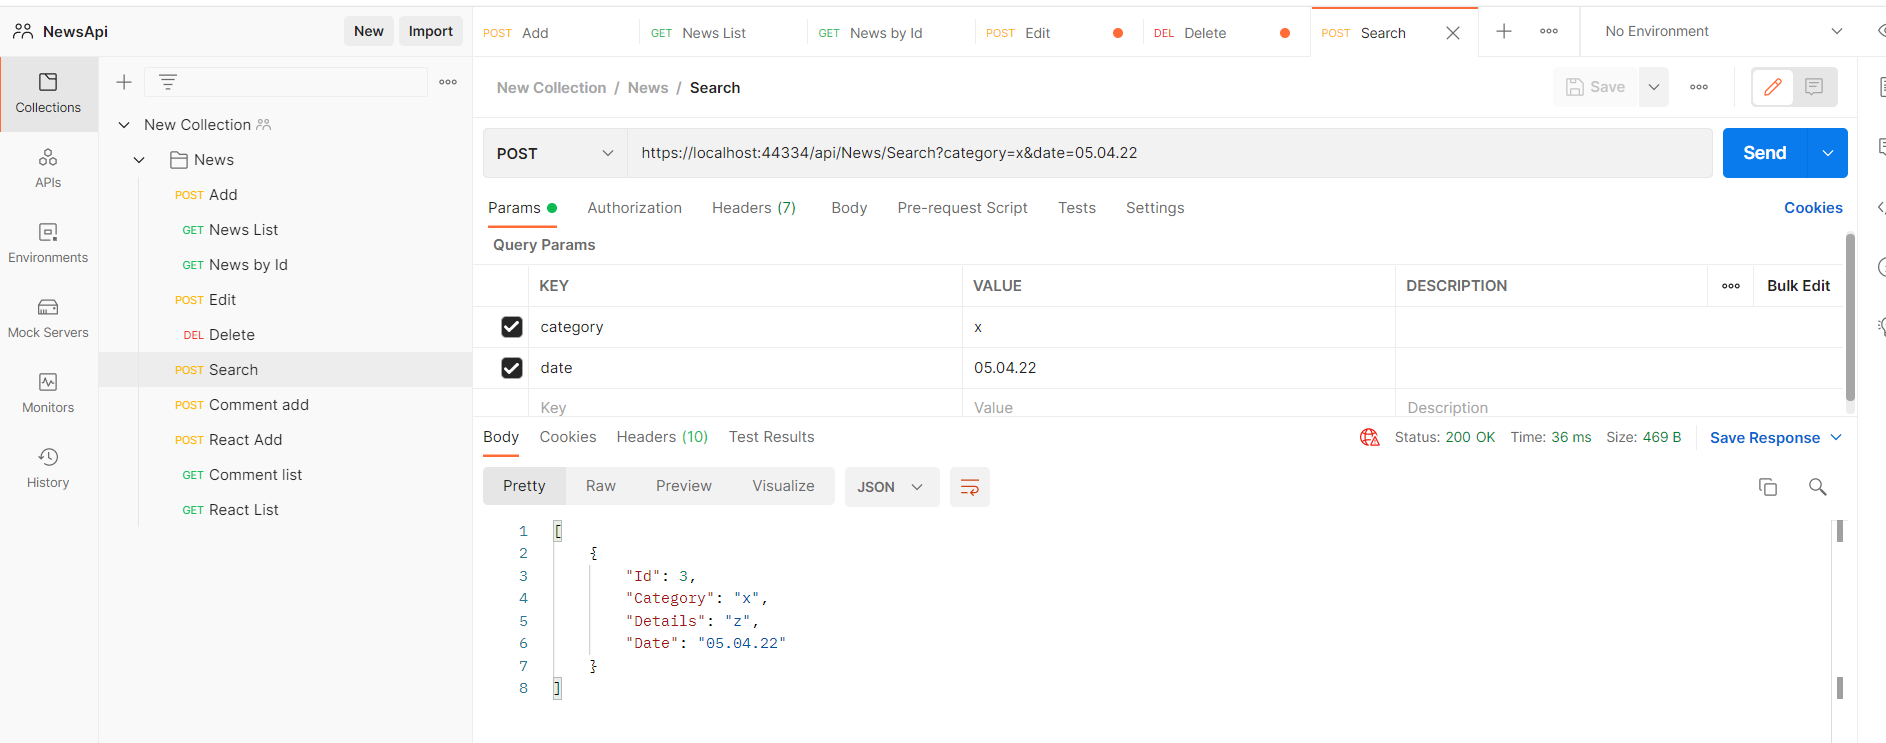 NewsApi
New
Import
POST Add
GET News List
GET News by Id
POST Edit
DEL Delete
POST Search
No Environment
Collections
APIs
Environments
Mock Servers
Monitors
History
New Collection
News
POST Add
GET News List
GET News by Id
POST Edit
DEL Delete
POST Search
POST Comment add
POST React Add
GET Comment list
GET React List
New Collection / News / Search
Save
POST
https://localhost:44334/api/News/Search?category=x&date=05.04.22
Send
Params
Authorization
Headers (7)
Body
Pre-request Script
Tests
Settings
Cookies
Query Params
KEY VALUE DESCRIPTION Bulk Edit
category x
date 05.04.22
Key Value Description
Body
Cookies
Headers (10)
Test Results
Status: 200 OK Time: 36 ms Size: 469 B
Save Response
Pretty
Raw
Preview
Visualize
JSON
1 [
2 {
3 "Id": 3,
4 "Category": "x",
5 "Details": "z",
6 "Date": "05.04.22"
7 }
8 ]